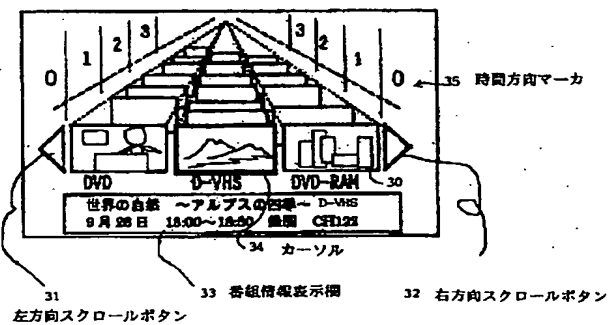 3 3
2 2
1 1
0 0
35 時間方向マーカ
DVD D-VHS DVD-RAM
30
世界の自然 ~アルプスの四季~ D-VHS
9月26日 18:00~18:50 CH122
34 カーソル
31 左方向スクロールボタン
33 番組情報表示欄
32 右方向スクロールボタン